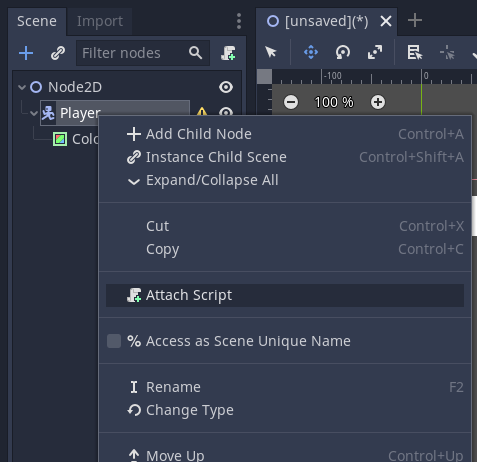 Scene Import
[unsaved](*)
Filter nodes
Node2D
-100 0
Player
100 %
Colo
Add Child Node Control+A
Instance Child Scene Control+Shift+A
Expand/Collapse All
Cut Control+X
Copy Control+C
Attach Script
% Access as Scene Unique Name
Rename F2
Change Type
Move Up Control+Up